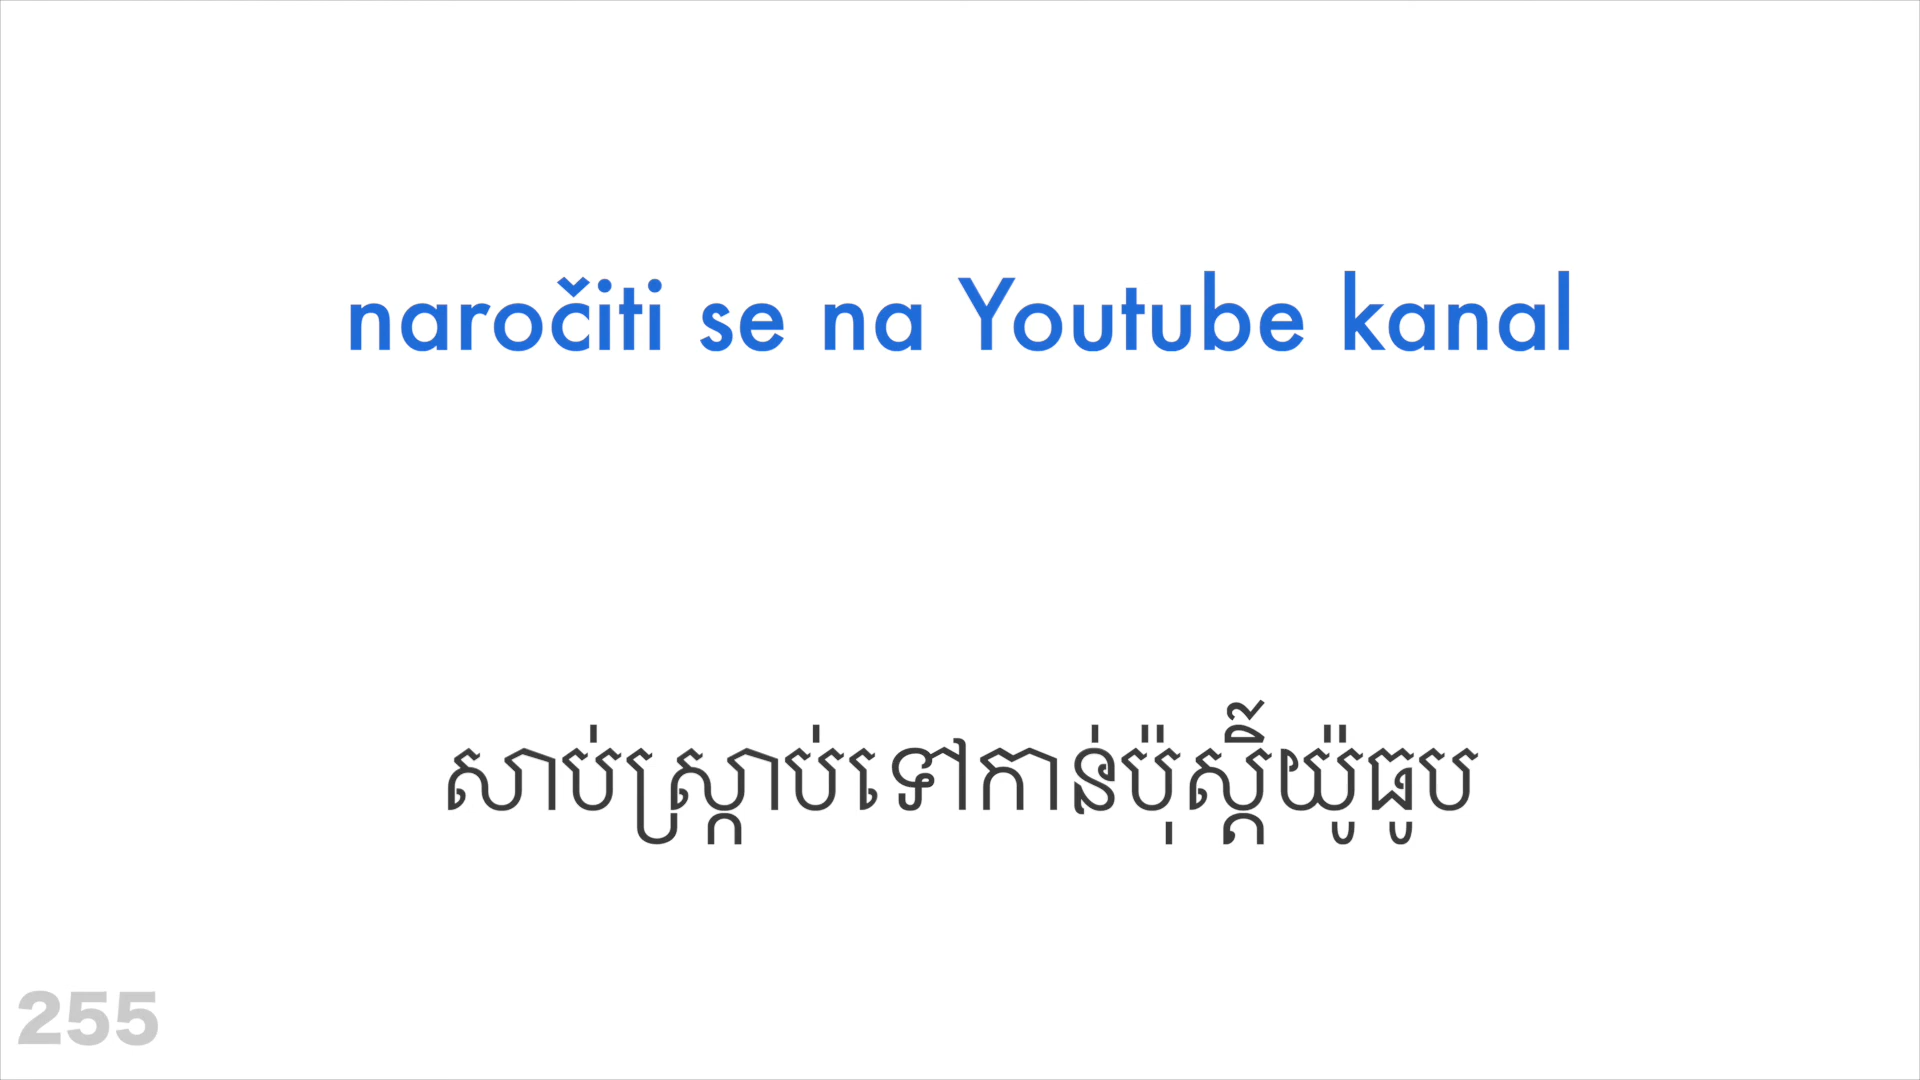 naročiti se na Youtube kanal
សាប់ស្ក្រាប់ទៅកាន់ប៉ុស្តិ៍យ៉ូធូប
255